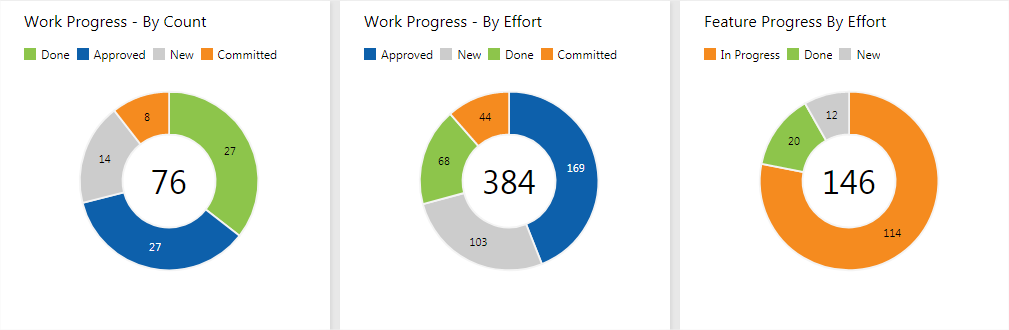 Work Progress - By Count
Done Approved New Committed
8
27
14
76
27
Work Progress - By Effort
Approved New Done Committed
44
68
169
384
103
Feature Progress By Effort
In Progress Done New
12
20
146
114